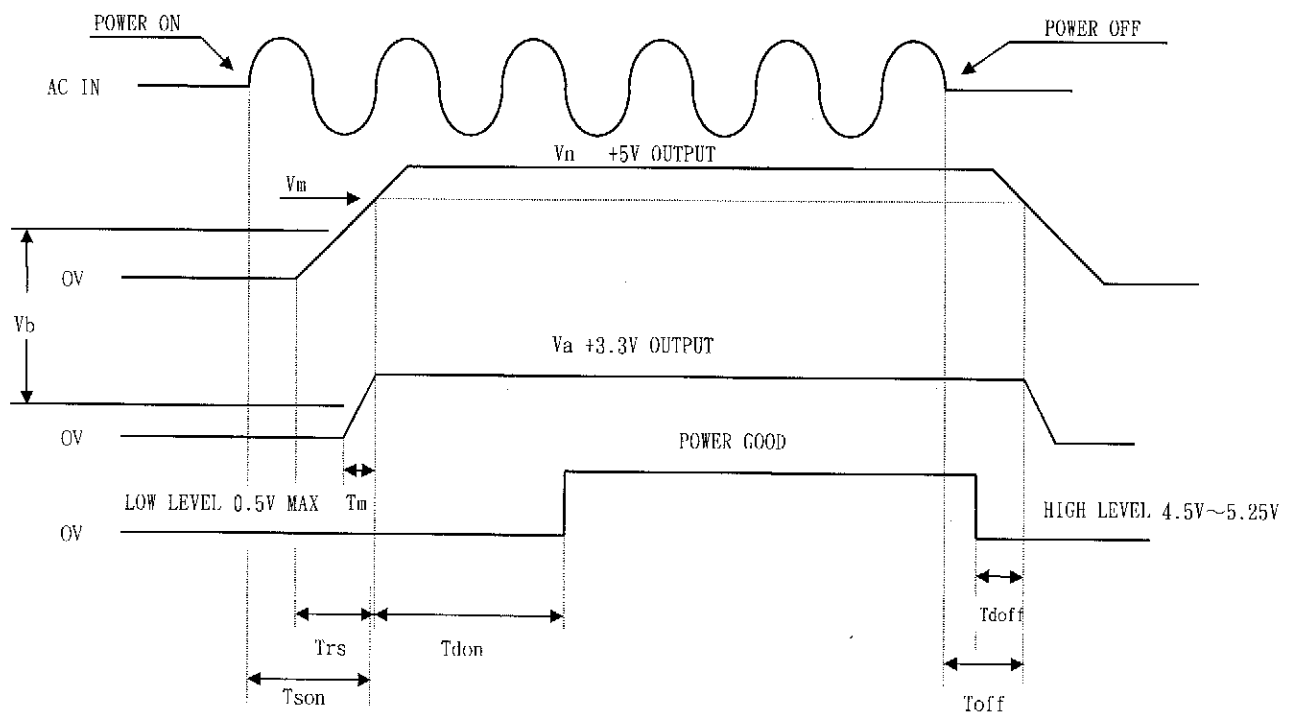 POWER ON
POWER OFF
AC IN
Vn +5V OUTPUT
Vm
0V
Vb
Va +3.3V OUTPUT
0V
POWER GOOD
LOW LEVEL 0.5V MAX
Tm
HIGH LEVEL 4.5V~5.25V
0V
Trs
Tdon
Tdoff
Tson
Toff